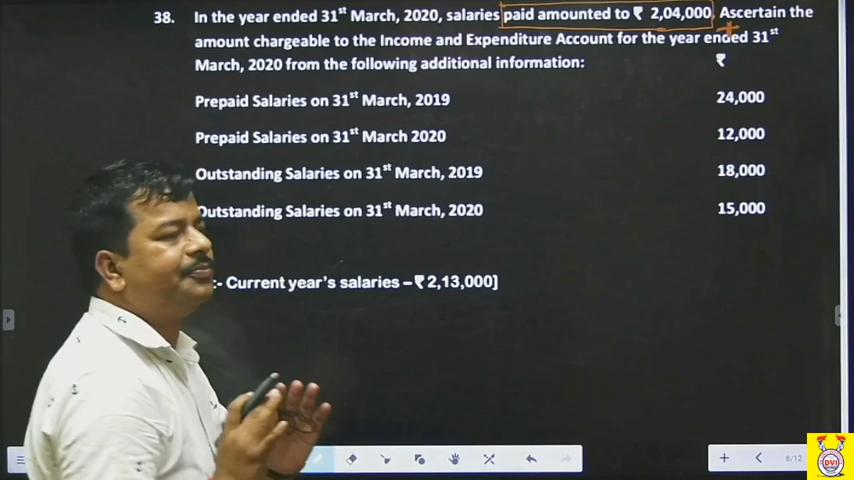 38. In the year ended 31st March, 2020, salaries paid amounted to ₹ 2,04,000. Ascertain the
amount chargeable to the Income and Expenditure Account for the year ended 31st
March, 2020 from the following additional information: ₹
Prepaid Salaries on 31st March, 2019 24,000
Prepaid Salaries on 31st March 2020 12,000
Outstanding Salaries on 31st March, 2019 18,000
Outstanding Salaries on 31st March, 2020 15,000
:- Current year's salaries – ₹ 2,13,000]
8/12
DVI